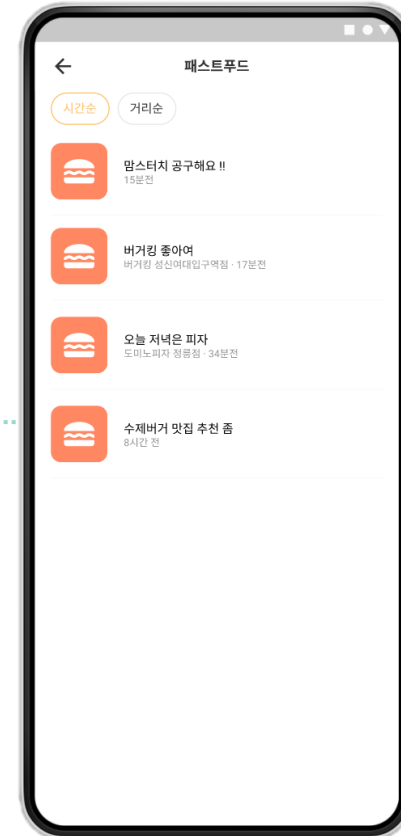 패스트푸드
시간순
거리순
맘스터치 공구해요 !!
15분전
버거킹 좋아여
버거킹 성신여대입구역점 · 17분전
오늘 저녁은 피자
도미노피자 정릉점 · 34분전
수제버거 맛집 추천 좀
8시간 전